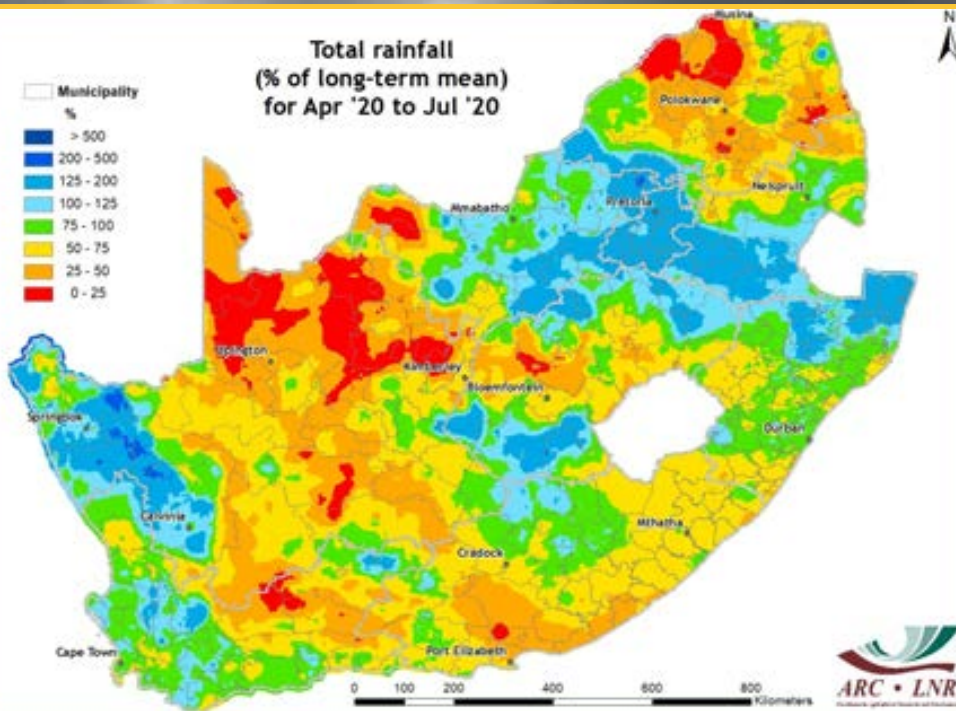 Total rainfall
(% of long-term mean)
for Apr '20 to Jul '20
Municipality
%
> 500
200 - 500
125 - 200
100 - 125
75 - 100
50 - 75
25 - 50
0 - 25
N
Musina
Polokwane
Nelspruit
Mmabatho
Pretoria
Upington
Kimberley
Bloemfontein
Springbok
Durban
Calvinia
Mthatha
Cradock
Cape Town
Port Elizabeth
0 100 200 400 600 800
Kilometers
ARC • LNR